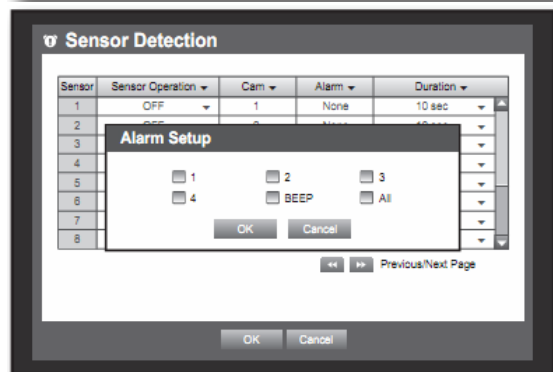 Sensor Detection
Sensor Sensor Operation Cam Alarm Duration
1 OFF 1 None 10 sec
2
3
4
5
6
7
8
Alarm Setup
1 2 3
4 BEEP All
OK Cancel
Previous/Next Page
OK Cancel